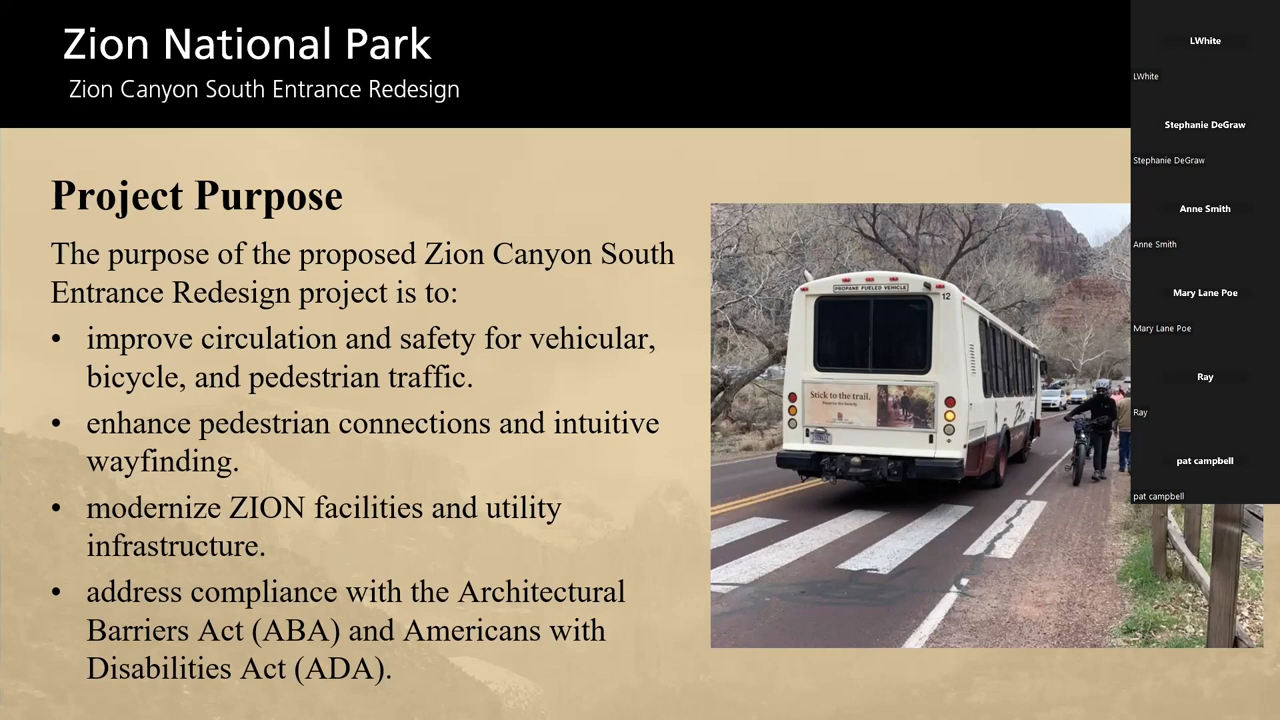 Zion National Park
Zion Canyon South Entrance Redesign
Project Purpose
The purpose of the proposed Zion Canyon South
Entrance Redesign project is to:
• improve circulation and safety for vehicular,
bicycle, and pedestrian traffic.
• enhance pedestrian connections and intuitive
wayfinding.
• modernize ZION facilities and utility
infrastructure.
• address compliance with the Architectural
Barriers Act (ABA) and Americans with
Disabilities Act (ADA).
PROPANE FUELED VEHICLE
12
Stick to the trail.
LWhite
LWhite
Stephanie DeGraw
Stephanie DeGraw
Anne Smith
Anne Smith
Mary Lane Poe
Mary Lane Poe
Ray
Ray
pat campbell
pat campbell